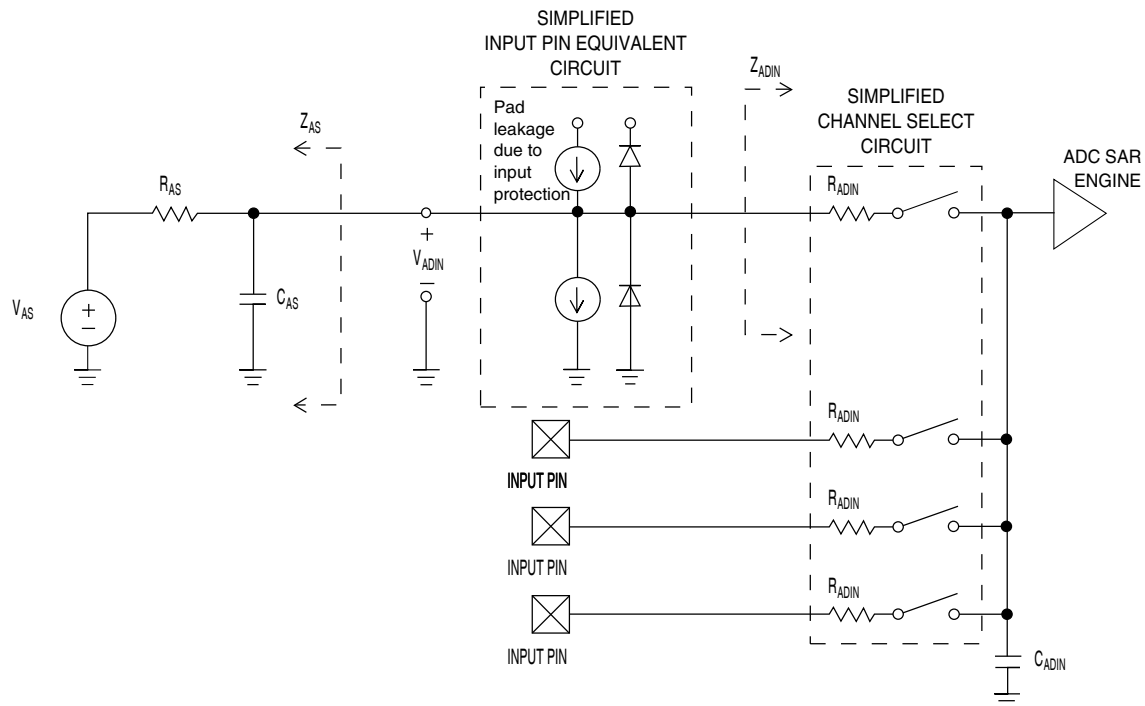 SIMPLIFIED
INPUT PIN EQUIVALENT
CIRCUIT
Pad
leakage
due to
input
protection
ZADIN
SIMPLIFIED
CHANNEL SELECT
CIRCUIT
ADC SAR
ENGINE
ZAS
RAS
RADIN
+
VADIN
–
VAS
+
–
CAS
RADIN
INPUT PIN
RADIN
INPUT PIN
RADIN
INPUT PIN
CADIN